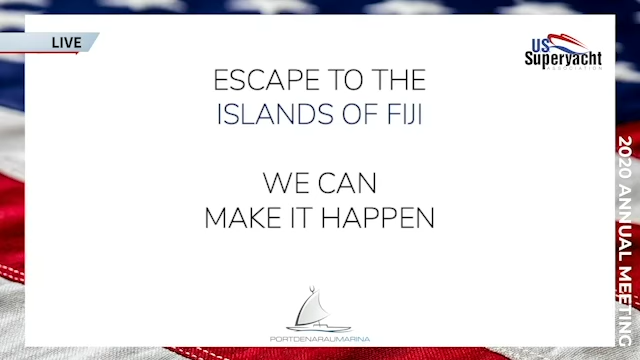 LIVE
US
Superyacht
ASSOCIATION
ESCAPE TO THE
ISLANDS OF FIJI
WE CAN
MAKE IT HAPPEN
PORTDENARAUMARINA
2020 ANNUAL MEETING